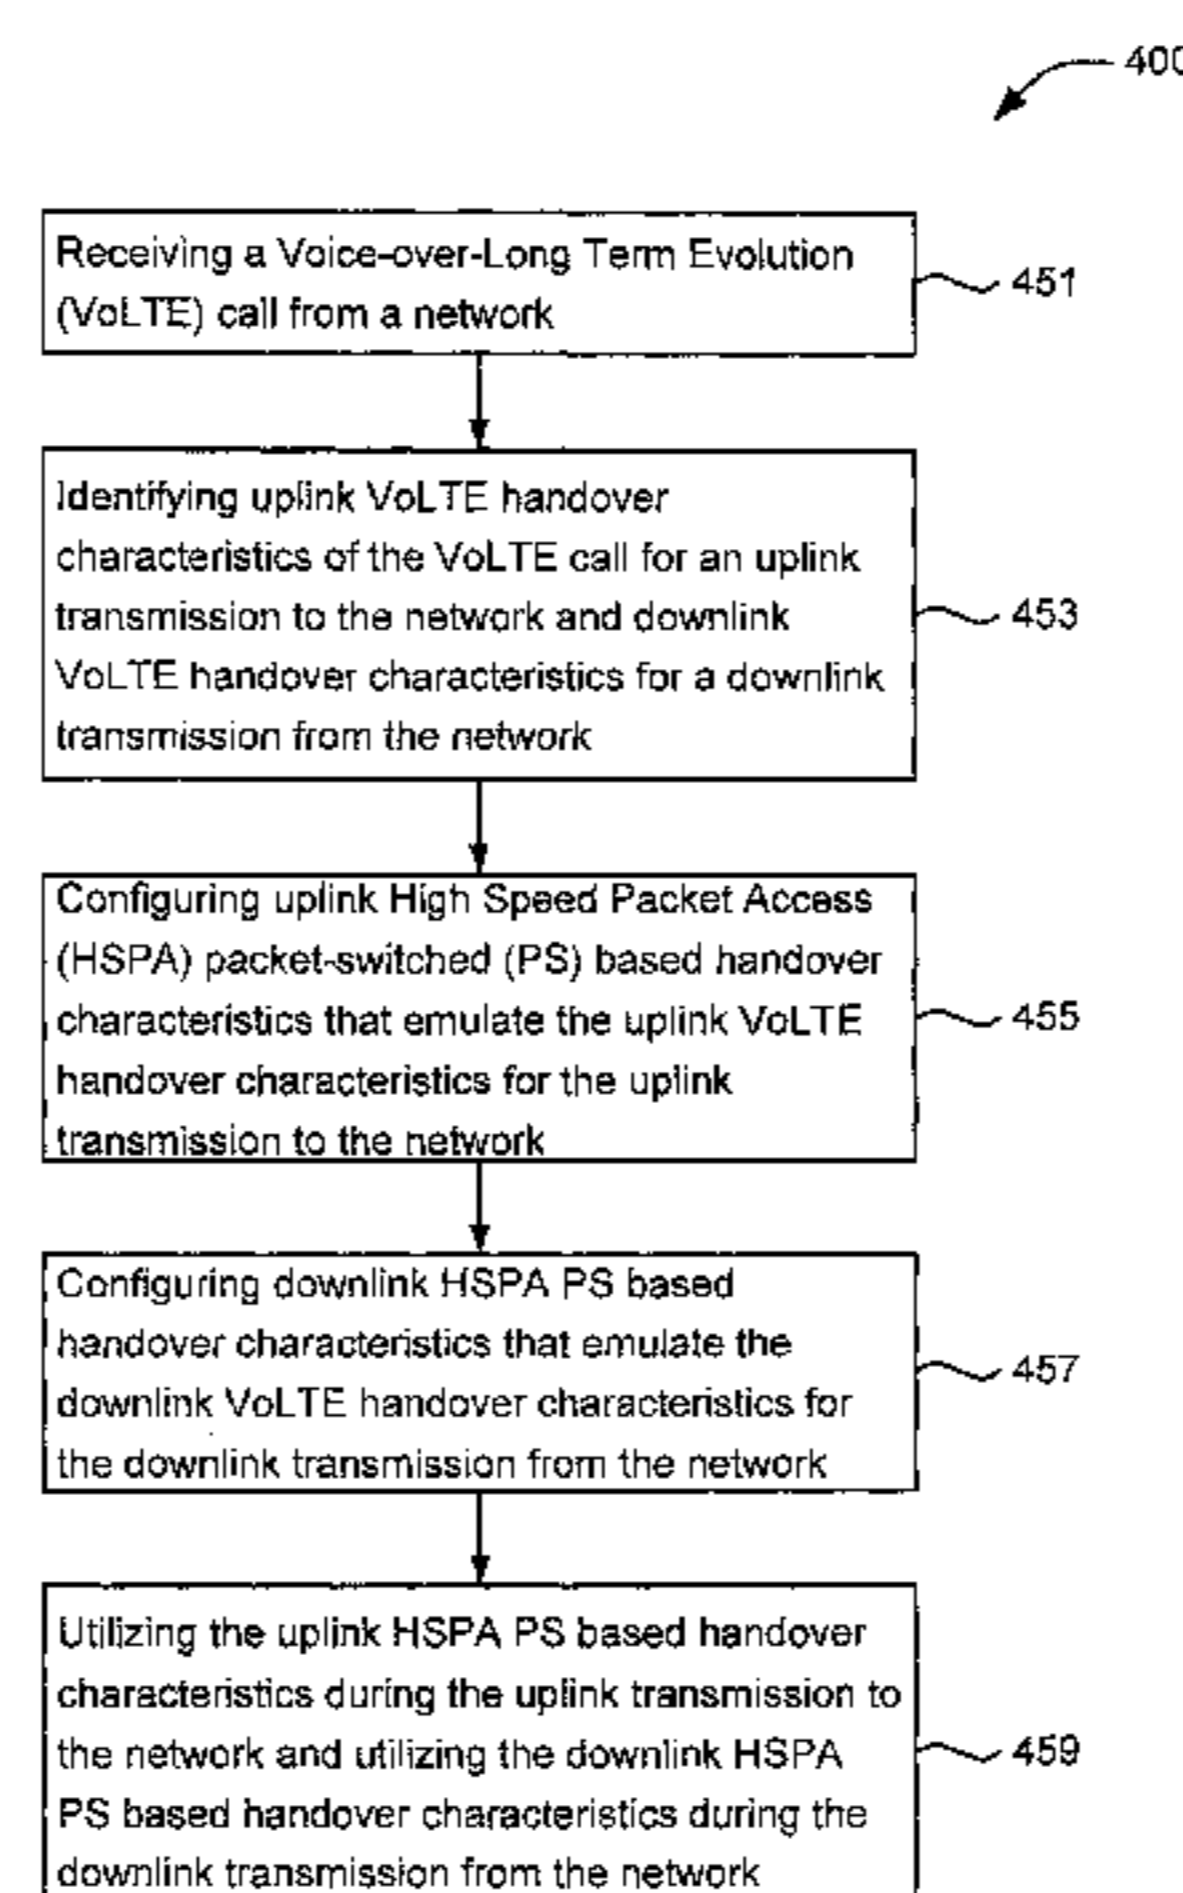 400
Receiving a Voice-over-Long Term Evolution
(VoLTE) call from a network
451
Identifying uplink VoLTE handover
characteristics of the VoLTE call for an uplink
transmission to the network and downlink
VoLTE handover characteristics for a downlink
transmission from the network
453
Configuring uplink High Speed Packet Access
(HSPA) packet-switched (PS) based handover
characteristics that emulate the uplink VoLTE
handover characteristics for the uplink
transmission to the network
455
Configuring downlink HSPA PS based
handover characteristics that emulate the
downlink VoLTE handover characteristics for
the downlink transmission from the network
457
Utilizing the uplink HSPA PS based handover
characteristics during the uplink transmission to
the network and utilizing the downlink HSPA
PS based handover characteristics during the
downlink transmission from the network
459